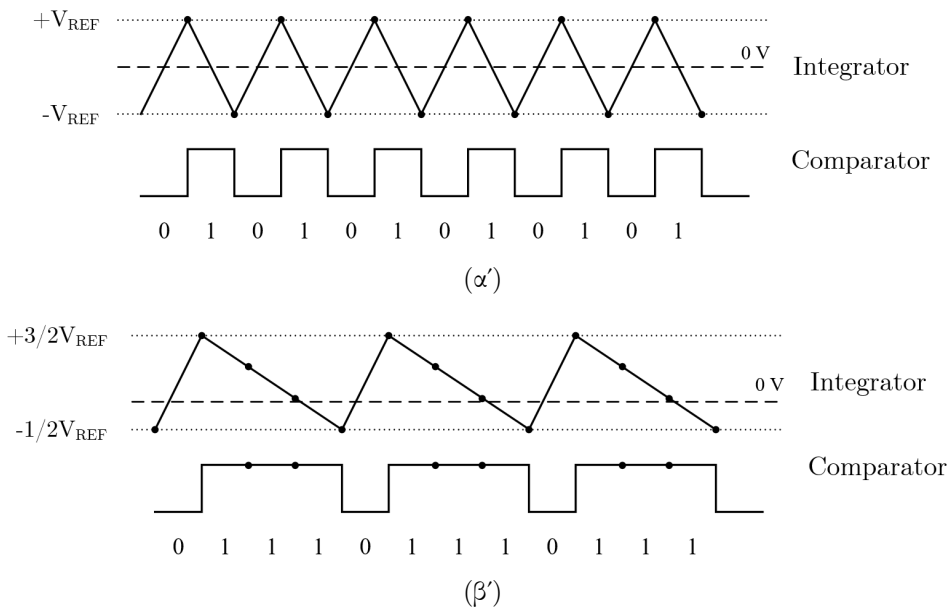 +V_REF
0 V
Integrator
-V_REF
Comparator
0 1 0 1 0 1 0 1 0 1 0 1
(α′)
+3/2V_REF
0 V
Integrator
-1/2V_REF
Comparator
0 1 1 1 0 1 1 1 0 1 1 1
(β′)